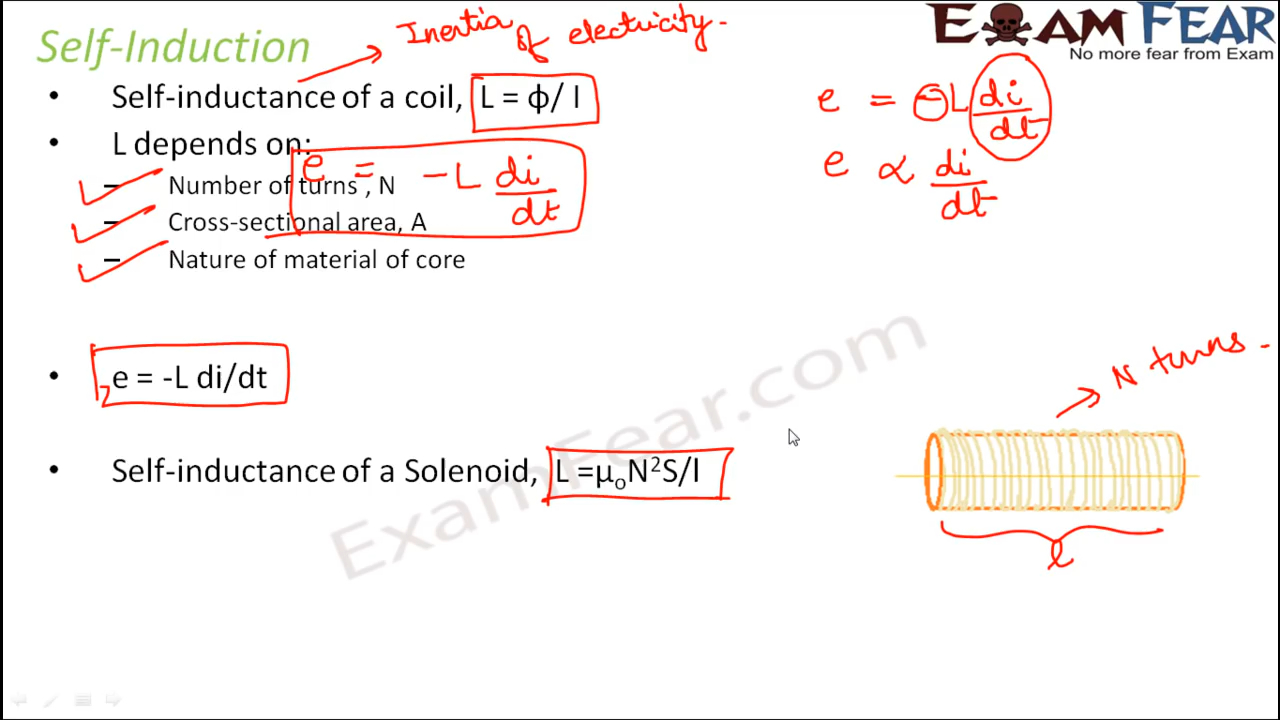 Self-Induction
Inertia of electricity.
EXAM FEAR
No more fear from Exam
• Self-inductance of a coil, L = ф/ I
• L depends on:
– Number of turns , N
– Cross-sectional area, A
– Nature of material of core
e = -L di/dt
e = -L di/dt
e ∝ di/dt
• e = -L di/dt
• Self-inductance of a Solenoid, L =μ₀N²S/l
N turns.
l
ExamFear.com